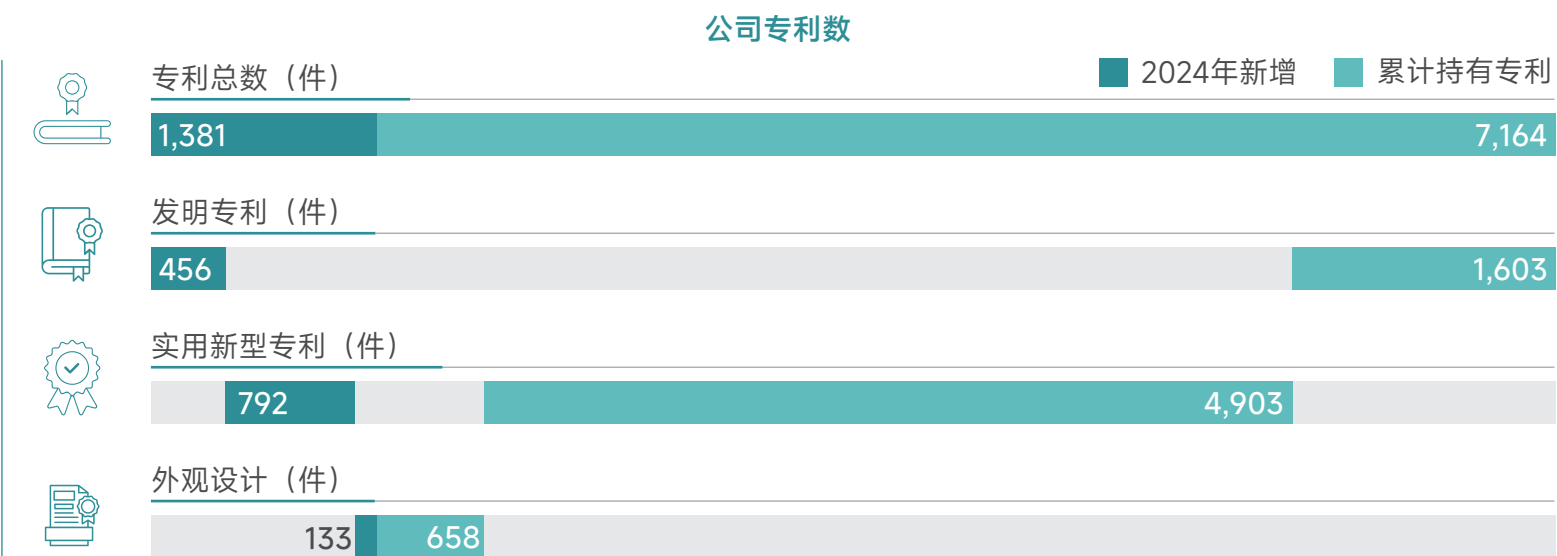 公司专利数
专利总数（件）
2024年新增
累计持有专利
1,381
7,164
发明专利（件）
456
1,603
实用新型专利（件）
792
4,903
外观设计（件）
133
658